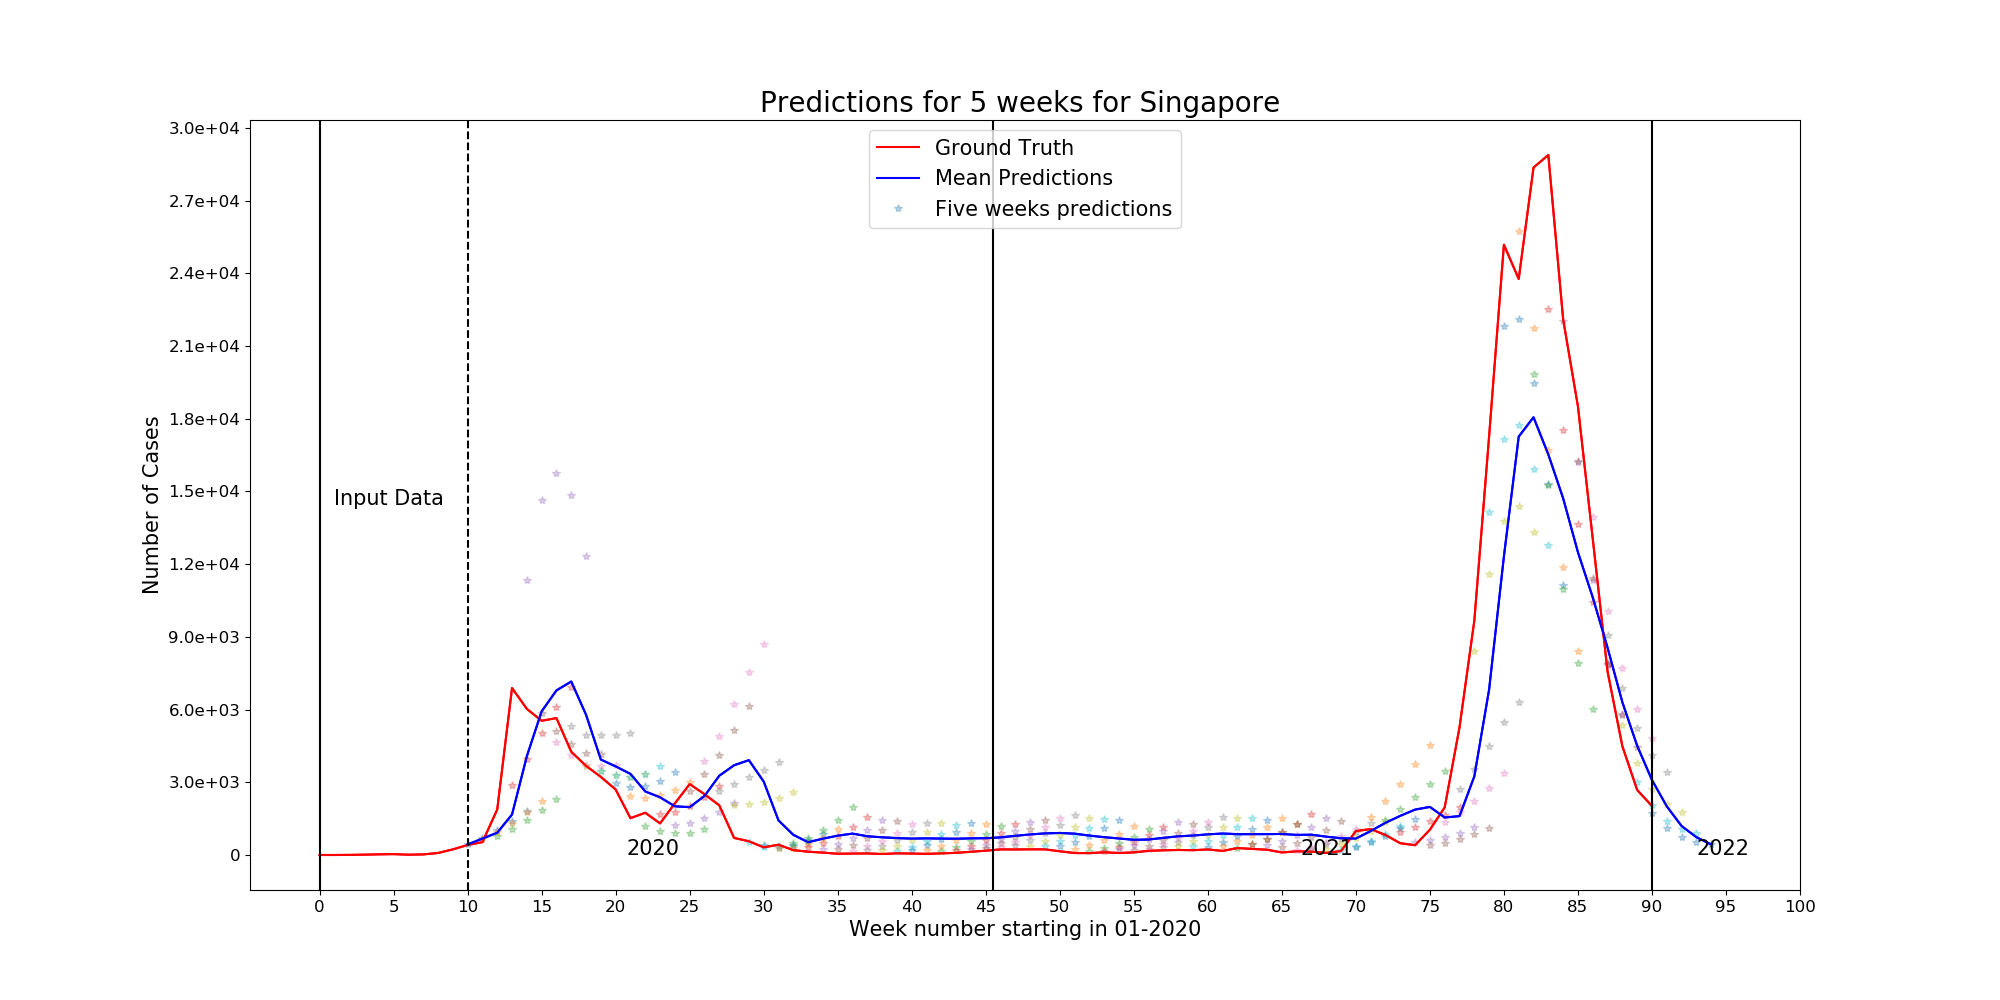 Predictions for 5 weeks for Singapore
Ground Truth
Mean Predictions
Five weeks predictions
Number of Cases
3.0e+04
2.7e+04
2.4e+04
2.1e+04
1.8e+04
1.5e+04
1.2e+04
9.0e+03
6.0e+03
3.0e+03
0
Input Data
2020
2021
2022
0 5 10 15 20 25 30 35 40 45 50 55 60 65 70 75 80 85 90 95 100
Week number starting in 01-2020